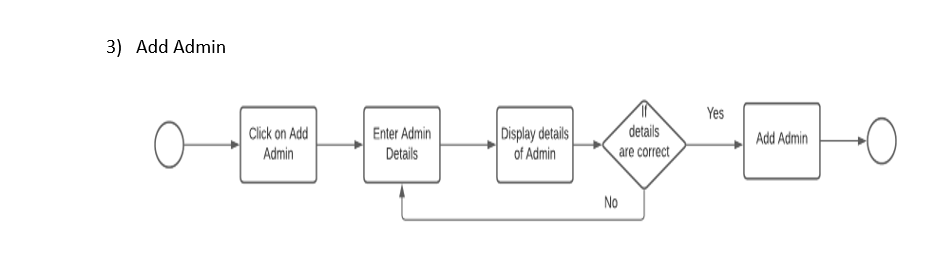 3) Add Admin
Click on Add
Admin
Enter Admin
Details
Display details
of Admin
If
details
are correct
Yes
Add Admin
No